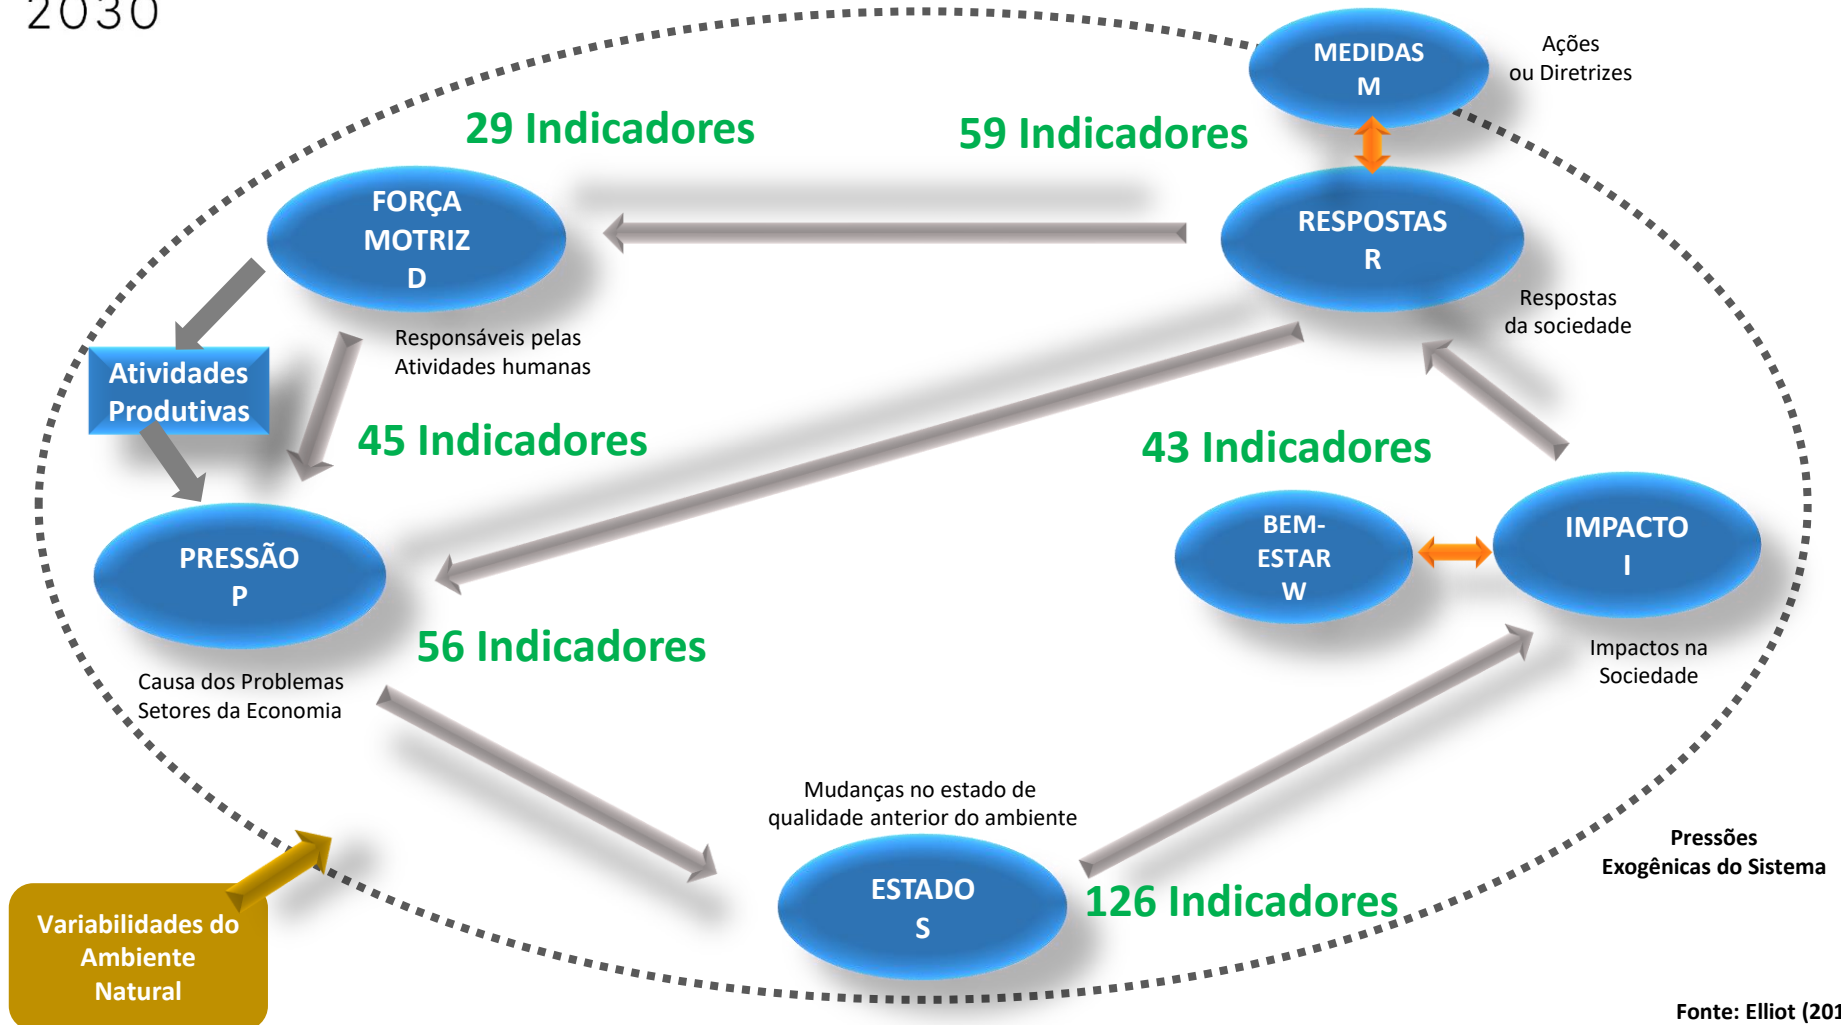 2030
MEDIDAS
M
Ações
ou Diretrizes
29 Indicadores
59 Indicadores
FORÇA
MOTRIZ
D
RESPOSTAS
R
Responsáveis pelas
Atividades humanas
Respostas
da sociedade
Atividades
Produtivas
45 Indicadores
43 Indicadores
PRESSÃO
P
BEM-
ESTAR
W
IMPACTO
I
56 Indicadores
Causa dos Problemas
Setores da Economia
Impactos na
Sociedade
Mudanças no estado de
qualidade anterior do ambiente
ESTADO
S
126 Indicadores
Pressões
Exogênicas do Sistema
Variabilidades do
Ambiente
Natural
Fonte: Elliot (201